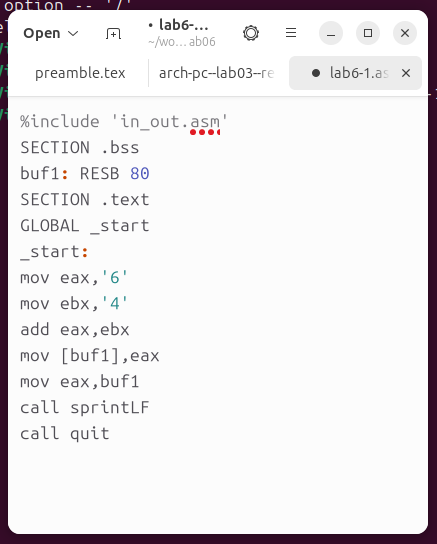 option -- '/'
Open
• lab6-...
~/wo...ab06
preamble.tex
arch-pc--lab03--re
lab6-1.as
%include 'in_out.asm'
SECTION .bss
buf1: RESB 80
SECTION .text
GLOBAL _start
_start:
mov eax,'6'
mov ebx,'4'
add eax,ebx
mov [buf1],eax
mov eax,buf1
call sprintLF
call quit